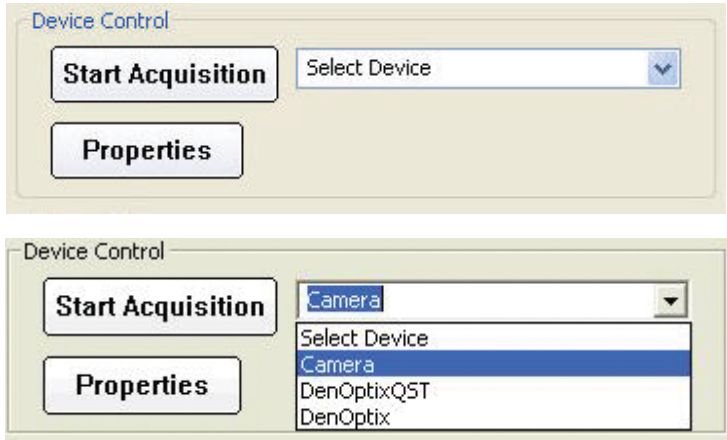 Device Control
Start Acquisition
Select Device
Properties
Device Control
Start Acquisition
Camera
Select Device
Camera
Properties
DenOptixQST
DenOptix